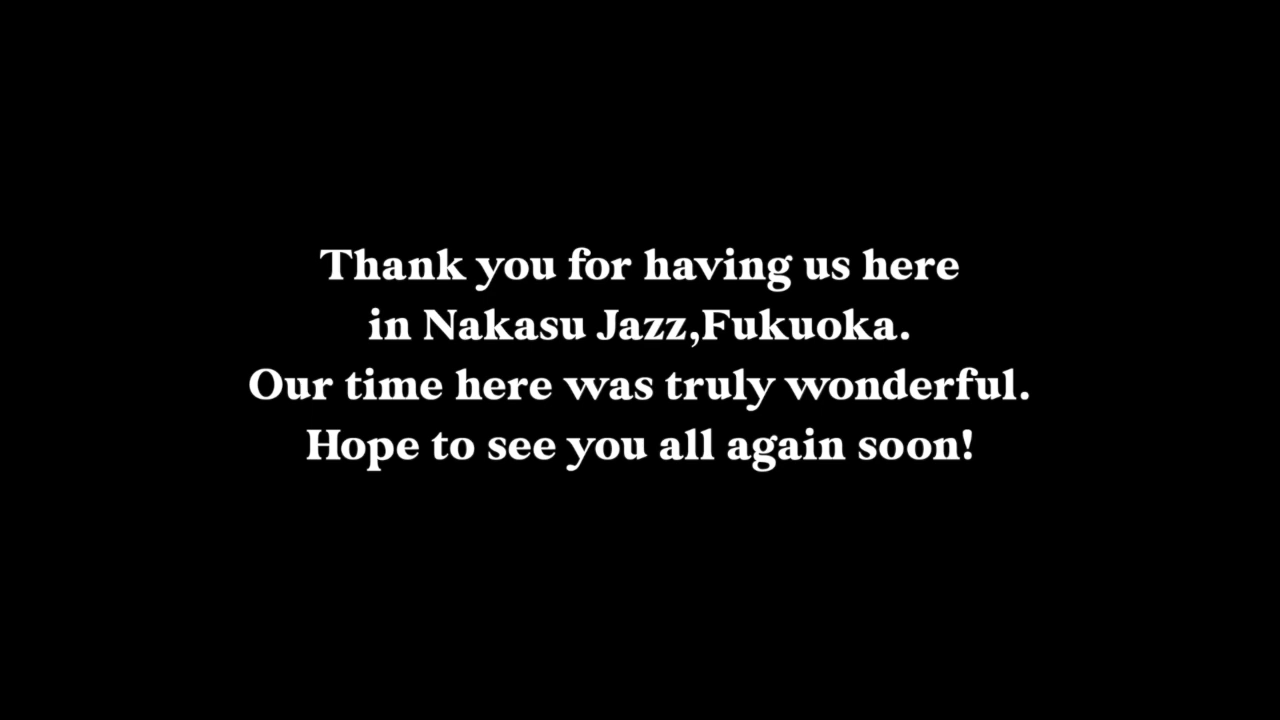 Thank you for having us here
in Nakasu Jazz,Fukuoka.
Our time here was truly wonderful.
Hope to see you all again soon!